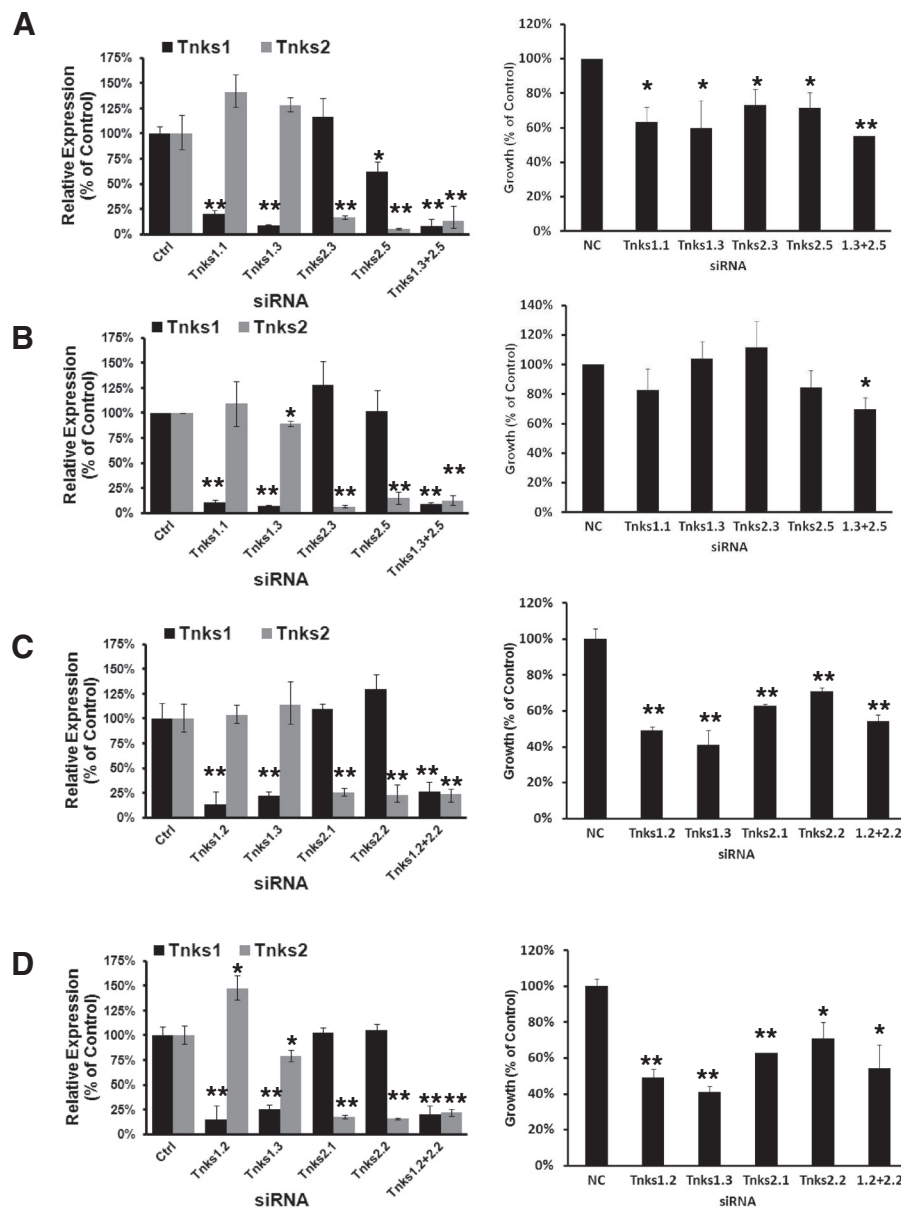 A
Tnks1 Tnks2
Relative Expression
(% of Control)
175%
150%
125%
100%
75%
50%
25%
0%
** ** ** * ** ** **
Ctrl Tnks1.1 Tnks1.3 Tnks2.3 Tnks2.5 Tnks1.3+2.5
siRNA
Growth (% of Control)
120%
100%
80%
60%
40%
20%
0%
* * * * **
NC Tnks1.1 Tnks1.3 Tnks2.3 Tnks2.5 1.3+2.5
siRNA
B
Tnks1 Tnks2
Relative Expression
(% of Control)
175%
150%
125%
100%
75%
50%
25%
0%
** ** * ** ** ** **
Ctrl Tnks1.1 Tnks1.3 Tnks2.3 Tnks2.5 Tnks1.3+2.5
siRNA
Growth (% of Control)
140%
120%
100%
80%
60%
40%
20%
0%
*
NC Tnks1.1 Tnks1.3 Tnks2.3 Tnks2.5 1.3+2.5
siRNA
C
Tnks1 Tnks2
Relative Expression
(% of Control)
175%
150%
125%
100%
75%
50%
25%
0%
** ** ** ** ** **
Ctrl Tnks1.2 Tnks1.3 Tnks2.1 Tnks2.2 Tnks1.2+2.2
siRNA
Growth (% of Control)
120%
100%
80%
60%
40%
20%
0%
** ** ** ** **
NC Tnks1.2 Tnks1.3 Tnks2.1 Tnks2.2 1.2+2.2
siRNA
D
Tnks1 Tnks2
Relative Expression
(% of Control)
175%
150%
125%
100%
75%
50%
25%
0%
** * ** * ** ** ****
Ctrl Tnks1.2 Tnks1.3 Tnks2.1 Tnks2.2 Tnks1.2+2.2
siRNA
Growth (% of Control)
120%
100%
80%
60%
40%
20%
0%
** ** ** * *
NC Tnks1.2 Tnks1.3 Tnks2.1 Tnks2.2 1.2+2.2
siRNA